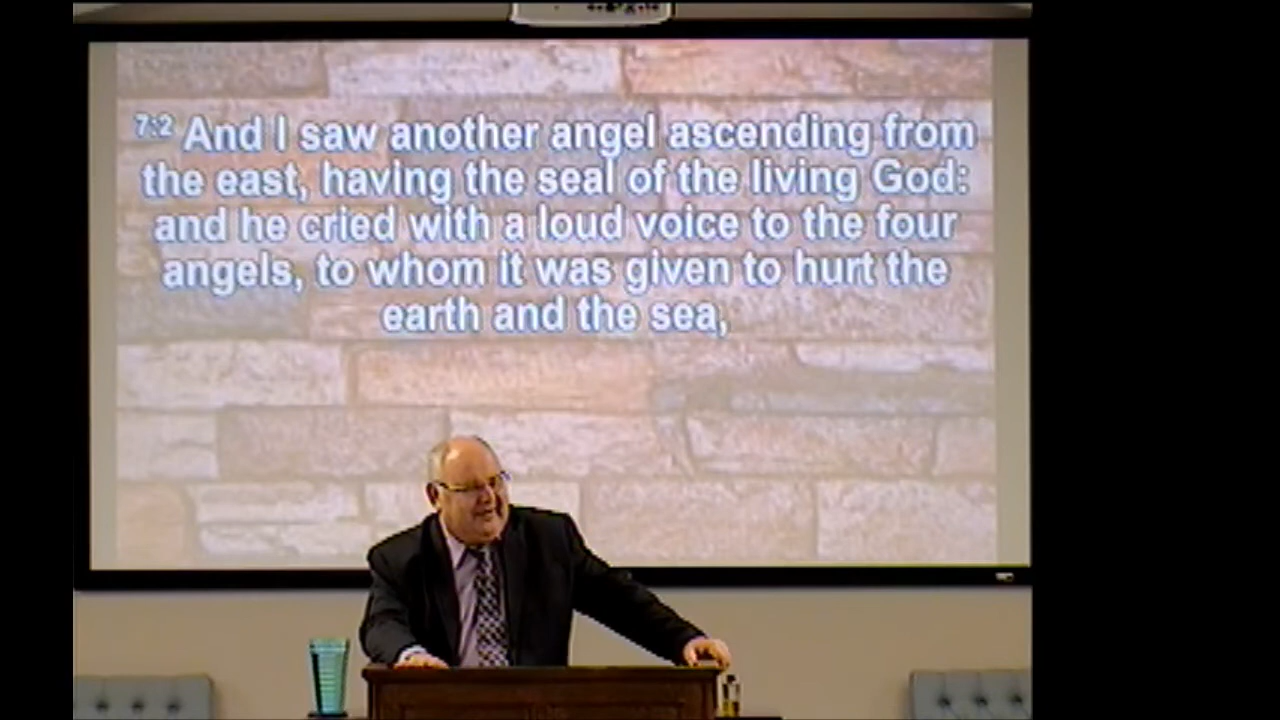 7:2 And I saw another angel ascending from
the east, having the seal of the living God:
and he cried with a loud voice to the four
angels, to whom it was given to hurt the
earth and the sea,